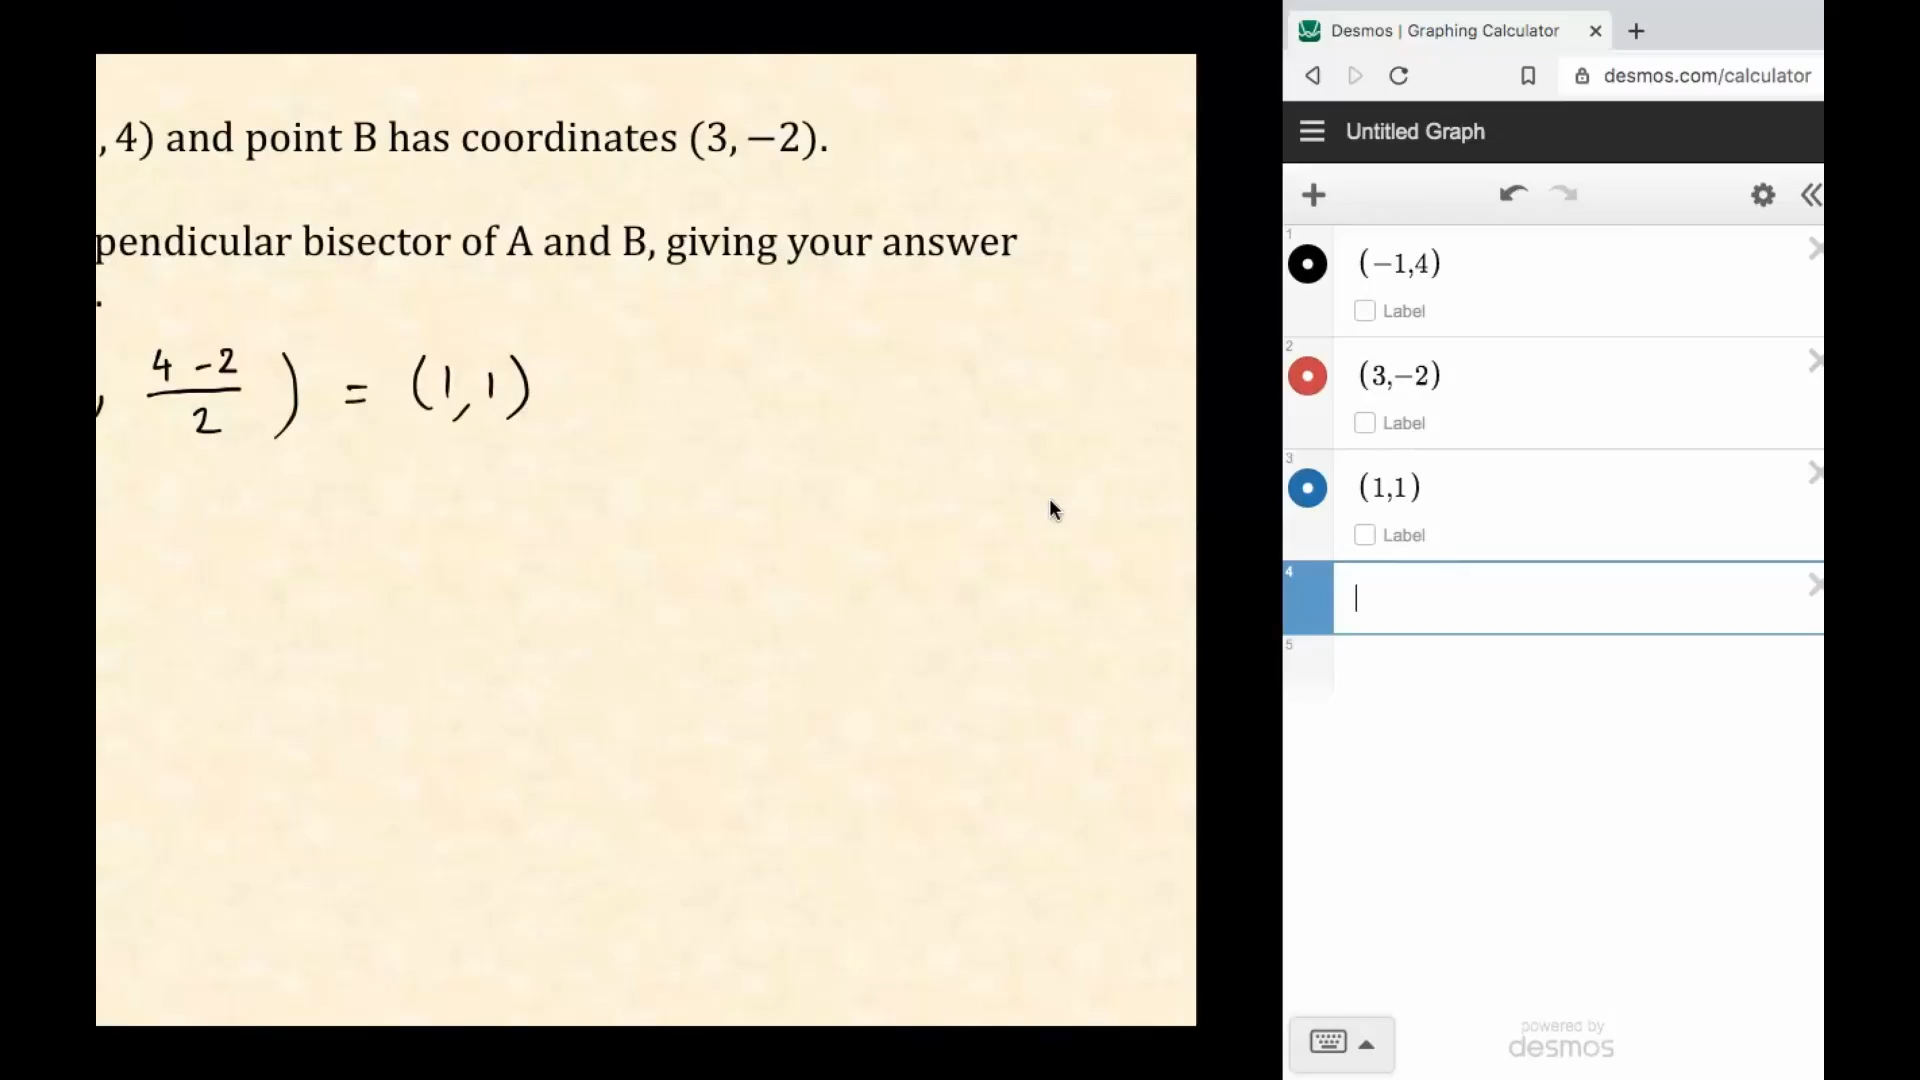 , 4) and point B has coordinates (3, −2).
pendicular bisector of A and B, giving your answer
.
, 4 -2 / 2 ) = (1, 1)
Desmos | Graphing Calculator
desmos.com/calculator
Untitled Graph
1
(−1,4)
Label
2
(3,−2)
Label
3
(1,1)
Label
4
5
powered by
desmos